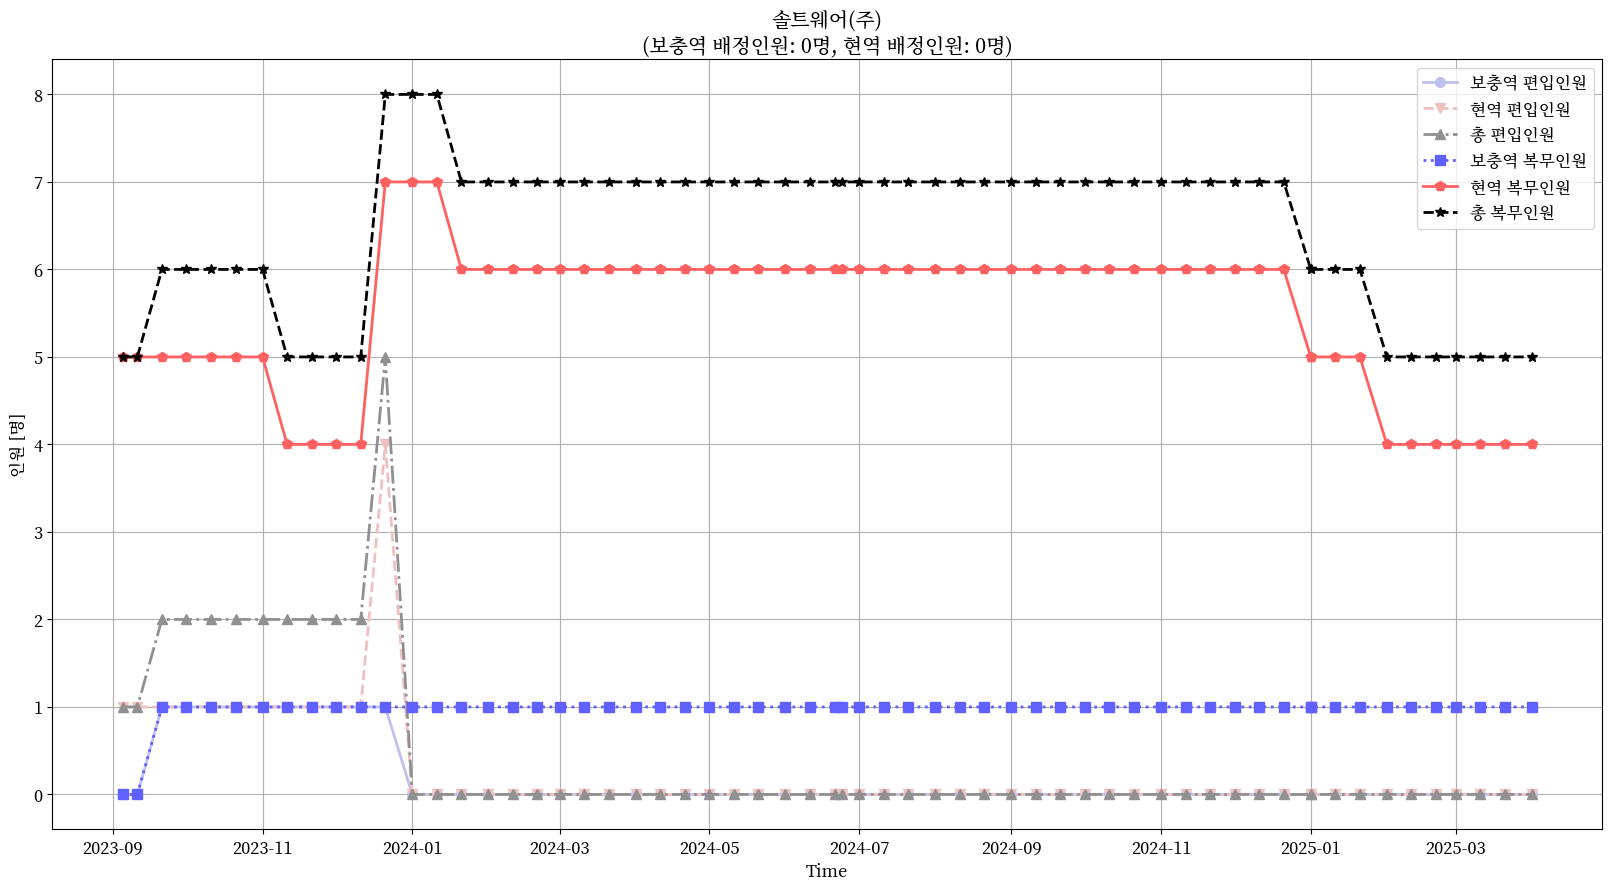 솔트웨어(주)
(보충역 배정인원: 0명, 현역 배정인원: 0명)
보충역 편입인원
현역 편입인원
총 편입인원
보충역 복무인원
현역 복무인원
총 복무인원
8
7
6
5
4
3
2
1
0
인원 [명]
2023-09 2023-11 2024-01 2024-03 2024-05 2024-07 2024-09 2024-11 2025-01 2025-03
Time